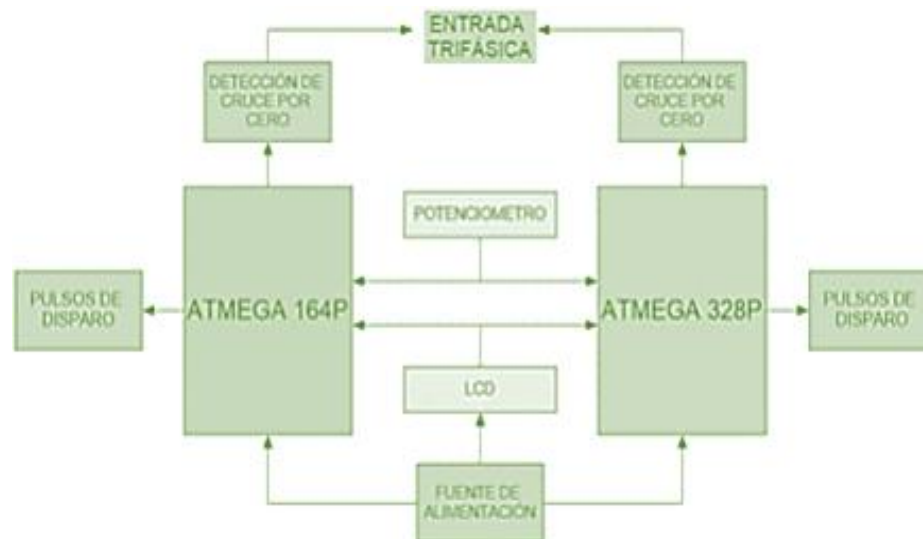 ENTRADA
TRIFÁSICA
DETECCIÓN DE
CRUCE POR
CERO
DETECCIÓN DE
CRUCE POR
CERO
POTENCIOMETRO
PULSOS DE
DISPARO
ATMEGA 164P
ATMEGA 328P
PULSOS DE
DISPARO
LCD
FUENTE DE
ALIMENTACIÓN